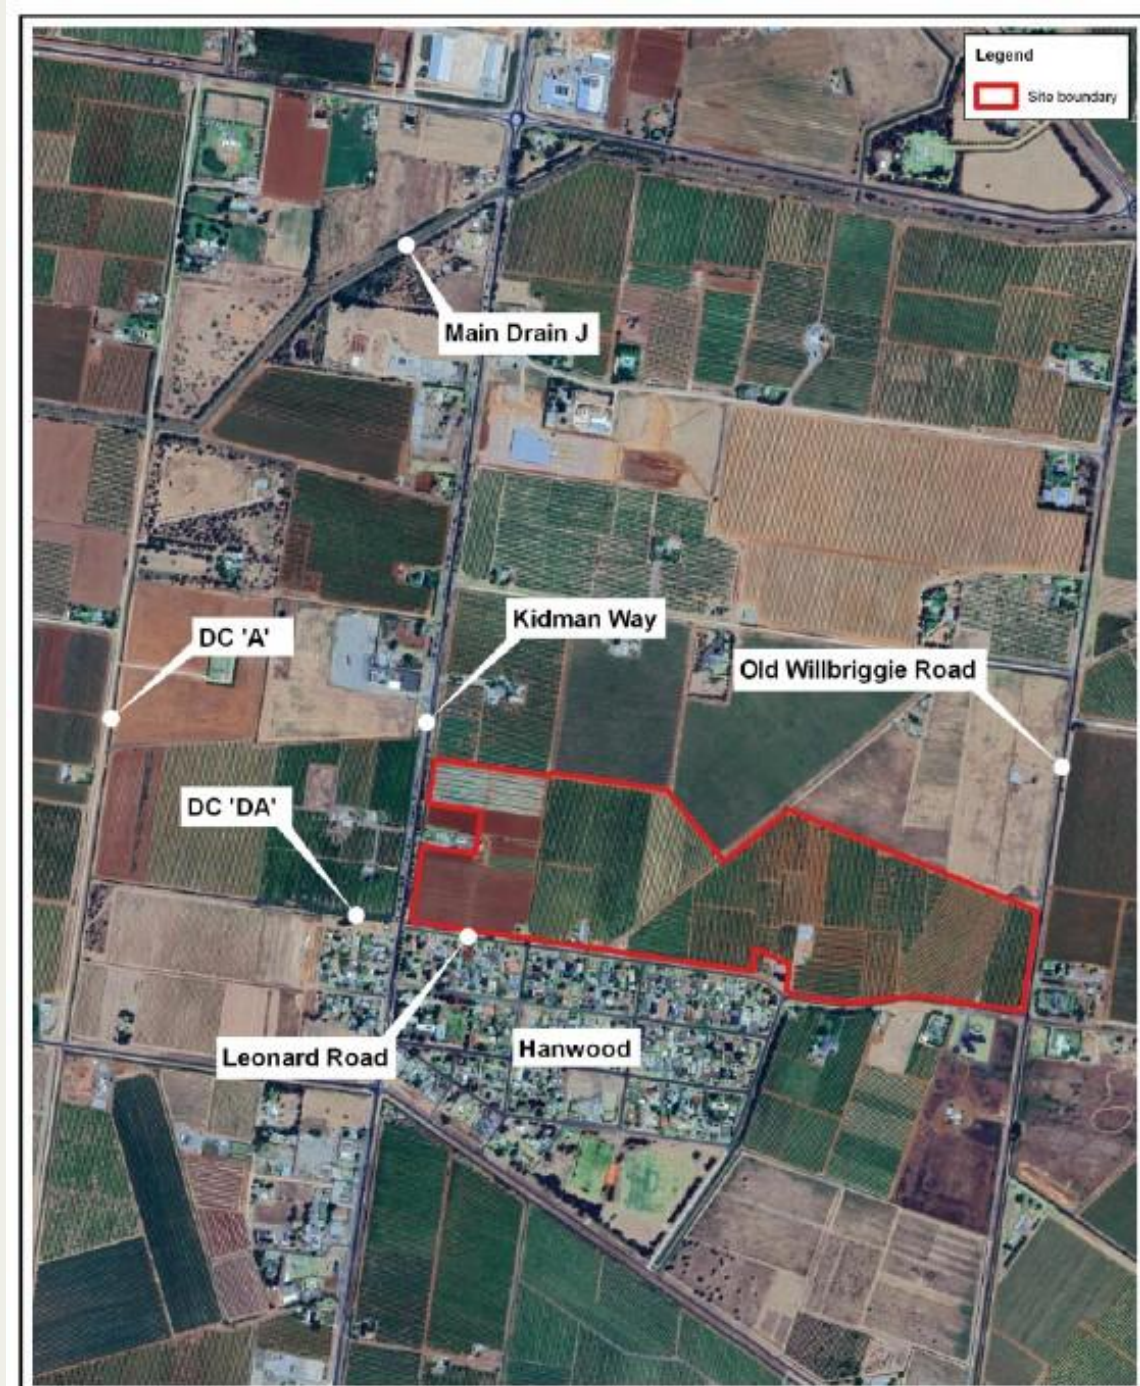 Legend
Site boundary
Main Drain J
Kidman Way
DC 'A'
Old Willbriggie Road
DC 'DA'
Leonard Road
Hanwood